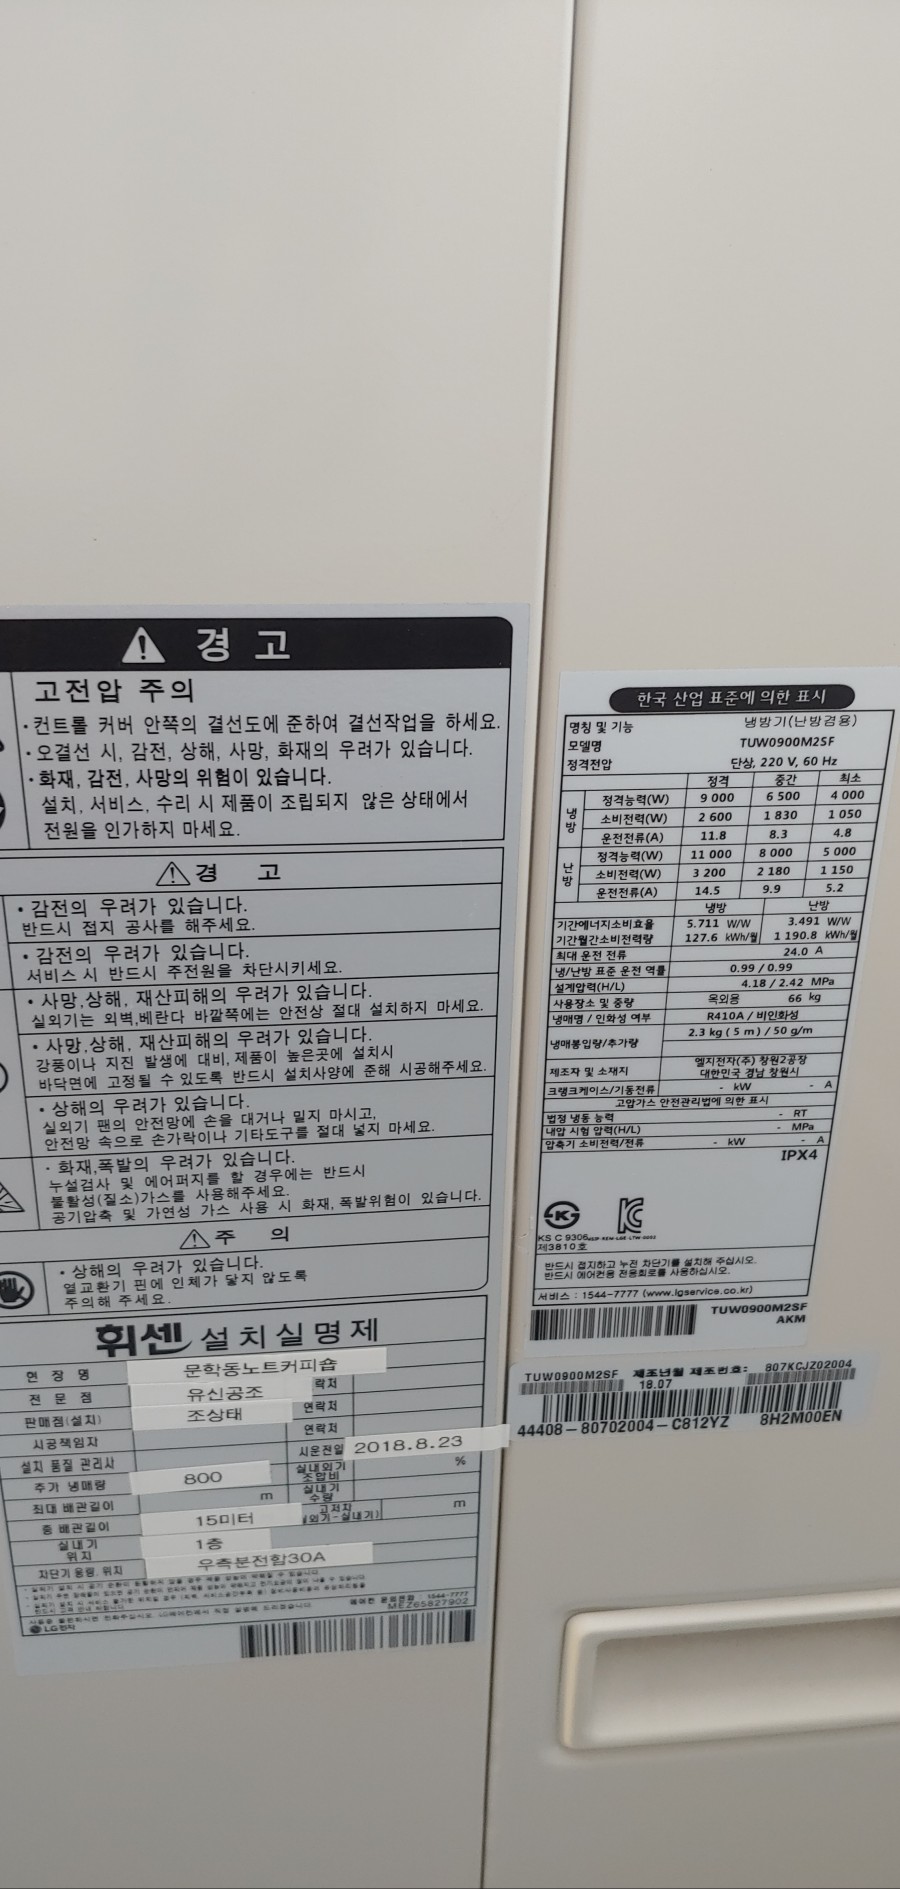 경 고
고전압 주의
· 컨트롤 커버 안쪽의 결선도에 준하여 결선작업을 하세요.
· 오결선 시, 감전, 상해, 사망, 화재의 우려가 있습니다.
· 화재, 감전, 사망의 위험이 있습니다.
설치, 서비스, 수리 시 제품이 조립되지 않은 상태에서
전원을 인가하지 마세요.
경 고
· 감전의 우려가 있습니다.
반드시 접지 공사를 해주세요.
· 감전의 우려가 있습니다.
서비스 시 반드시 주전원을 차단시키세요.
· 사망,상해, 재산피해의 우려가 있습니다.
실외기는 외벽,베란다 바깥쪽에는 안전상 절대 설치하지 마세요.
· 사망,상해, 재산피해의 우려가 있습니다.
강풍이나 지진 발생에 대비, 제품이 높은곳에 설치시
바닥면에 고정될 수 있도록 반드시 설치사양에 준해 시공해주세요.
· 상해의 우려가 있습니다.
실외기 팬의 안전망에 손을 대거나 밀지 마시고,
안전망 속으로 손가락이나 기타도구를 절대 넣지 마세요.
· 화재,폭발의 우려가 있습니다.
누설검사 및 에어퍼지를 할 경우에는 반드시
불활성(질소)가스를 사용해주세요.
공기압축 및 가연성 가스 사용 시 화재, 폭발위험이 있습니다.
주 의
· 상해의 우려가 있습니다.
열교환기 핀에 인체가 닿지 않도록
주의해 주세요.
휘센 설치실명제
현 장 명 문학동노트커피숍
전 문 점 유신공조 락처
판매점(설치) 조상태 연락처
시공책임자 연락처
설치 품질 관리사 시운전일 2018.8.23
추가 냉매량 800 실내외기 조합비 %
최대 배관길이 m 실내기 수량
총 배관길이 15미터 고저차 (외기-실내기) m
실내기 위치 1층
차단기 용량, 위치 우측분전함30A
1544-7777
MEZ65827902
LG전자
한국 산업 표준에 의한 표시
명칭 및 기능 냉방기(난방겸용)
모델명 TUW0900M2SF
정격전압 단상, 220 V, 60 Hz
정격 중간 최소
냉방 정격능력(W) 9 000 6 500 4 000
소비전력(W) 2 600 1 830 1 050
운전전류(A) 11.8 8.3 4.8
난방 정격능력(W) 11 000 8 000 5 000
소비전력(W) 3 200 2 180 1 150
운전전류(A) 14.5 9.9 5.2
냉방 난방
기간에너지소비효율 5.711 W/W 3.491 W/W
기간월간소비전력량 127.6 kWh/월 1 190.8 kWh/월
최대 운전 전류 24.0 A
냉/난방 표준 운전 역률 0.99 / 0.99
설계압력(H/L) 4.18 / 2.42 MPa
사용장소 및 중량 옥외용 66 kg
냉매명 / 인화성 여부 R410A / 비인화성
냉매봉입량/추가량 2.3 kg ( 5 m ) / 50 g/m
제조자 및 소재지 엘지전자(주) 창원2공장
대한민국 경남 창원시
크랭크케이스/기동전류 - kW - A
고압가스 안전관리법에 의한 표시
법정 냉동 능력 - RT
내압 시험 압력(H/L) - MPa
압축기 소비전력/전류 - kW - A
IPX4
KS C 9306
제3810호
반드시 접지하고 누전 차단기를 설치해 주십시오.
반드시 에어컨용 전용회로를 사용하십시오.
서비스 : 1544-7777 (www.lgservice.co.kr)
TUW0900M2SF
AKM
TUW0900M2SF 제조년월 제조번호: 807KCJZ02004
18.07
44408-80702004-C812YZ 8H2M00EN